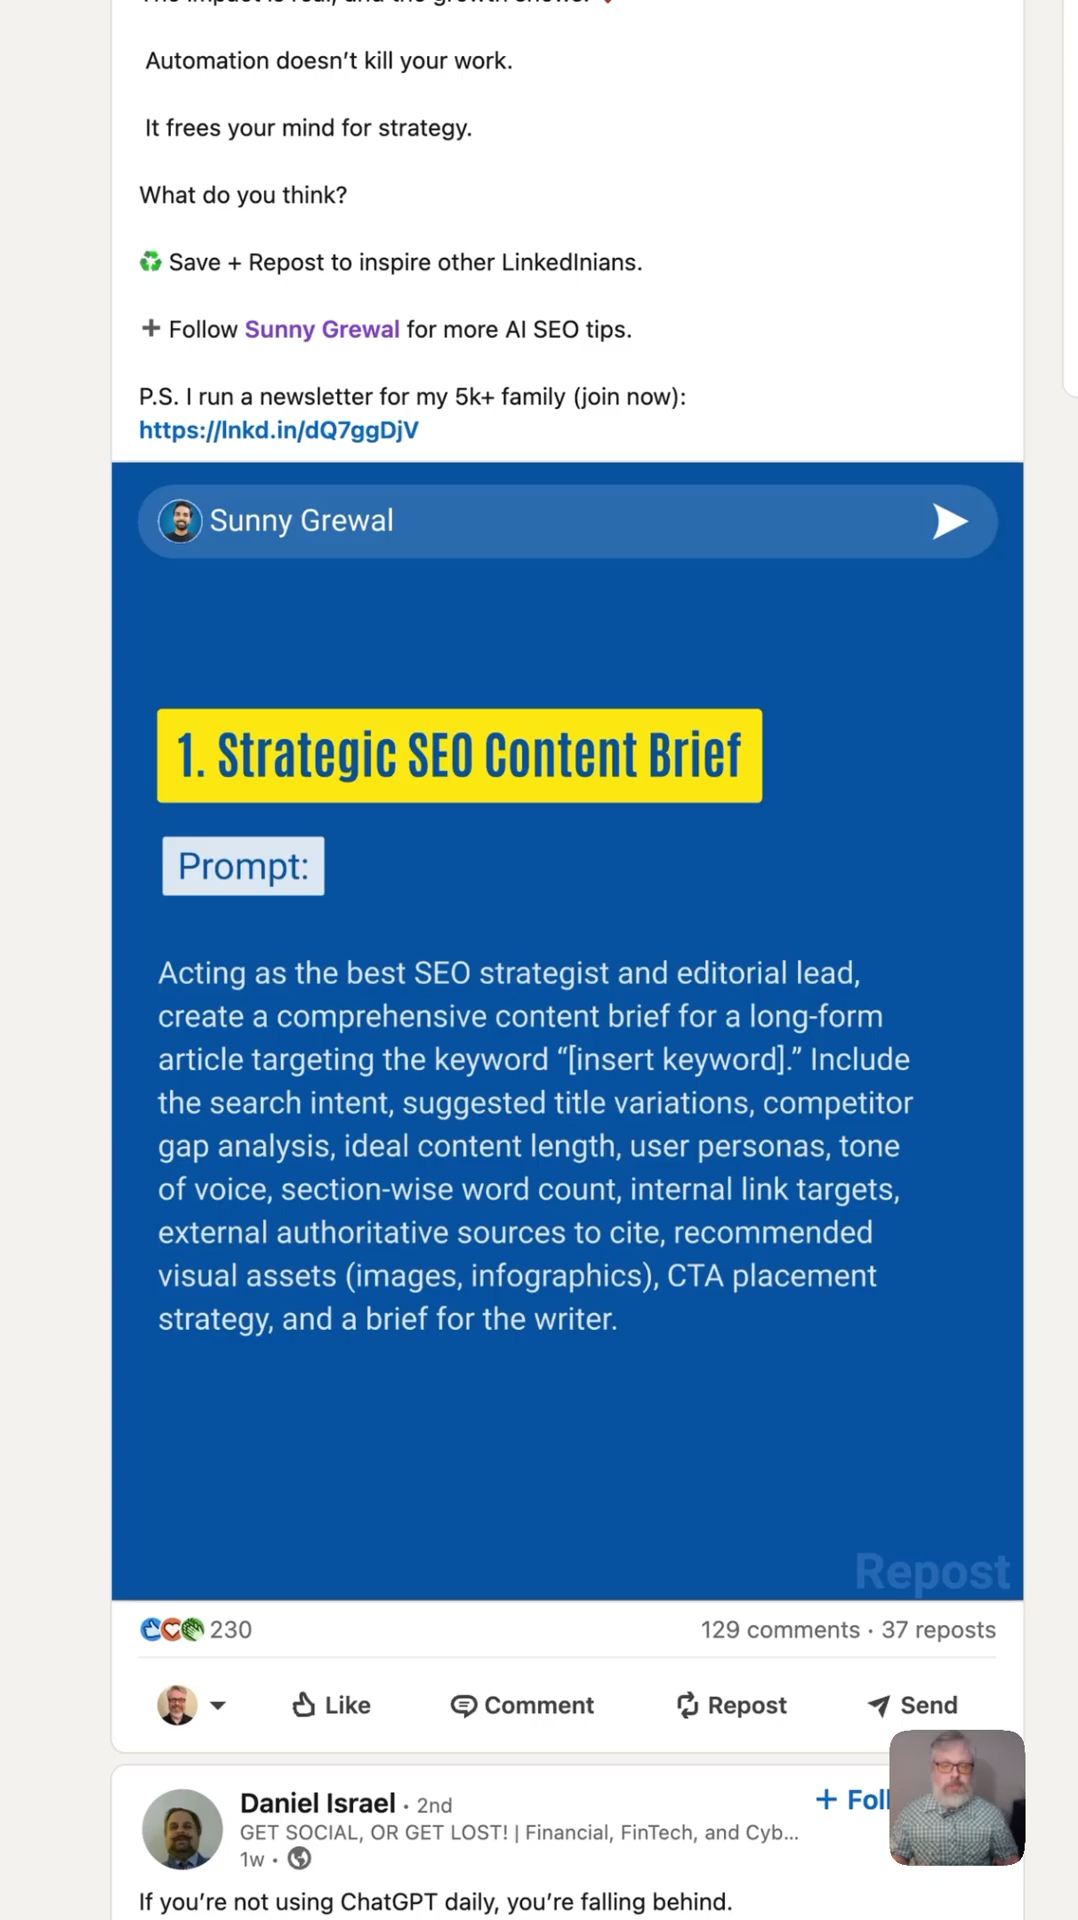 Automation doesn’t kill your work.
It frees your mind for strategy.
What do you think?
Save + Repost to inspire other LinkedInians.
Follow Sunny Grewal for more AI SEO tips.
P.S. I run a newsletter for my 5k+ family (join now):
https://lnkd.in/dQ7ggDjV
Sunny Grewal
1. Strategic SEO Content Brief
Prompt:
Acting as the best SEO strategist and editorial lead,
create a comprehensive content brief for a long-form
article targeting the keyword “[insert keyword].” Include
the search intent, suggested title variations, competitor
gap analysis, ideal content length, user personas, tone
of voice, section-wise word count, internal link targets,
external authoritative sources to cite, recommended
visual assets (images, infographics), CTA placement
strategy, and a brief for the writer.
Repost
230
129 comments · 37 reposts
Like
Comment
Repost
Send
Daniel Israel · 2nd
+ Foll
GET SOCIAL, OR GET LOST! | Financial, FinTech, and Cyb...
1w ·
If you’re not using ChatGPT daily, you’re falling behind.